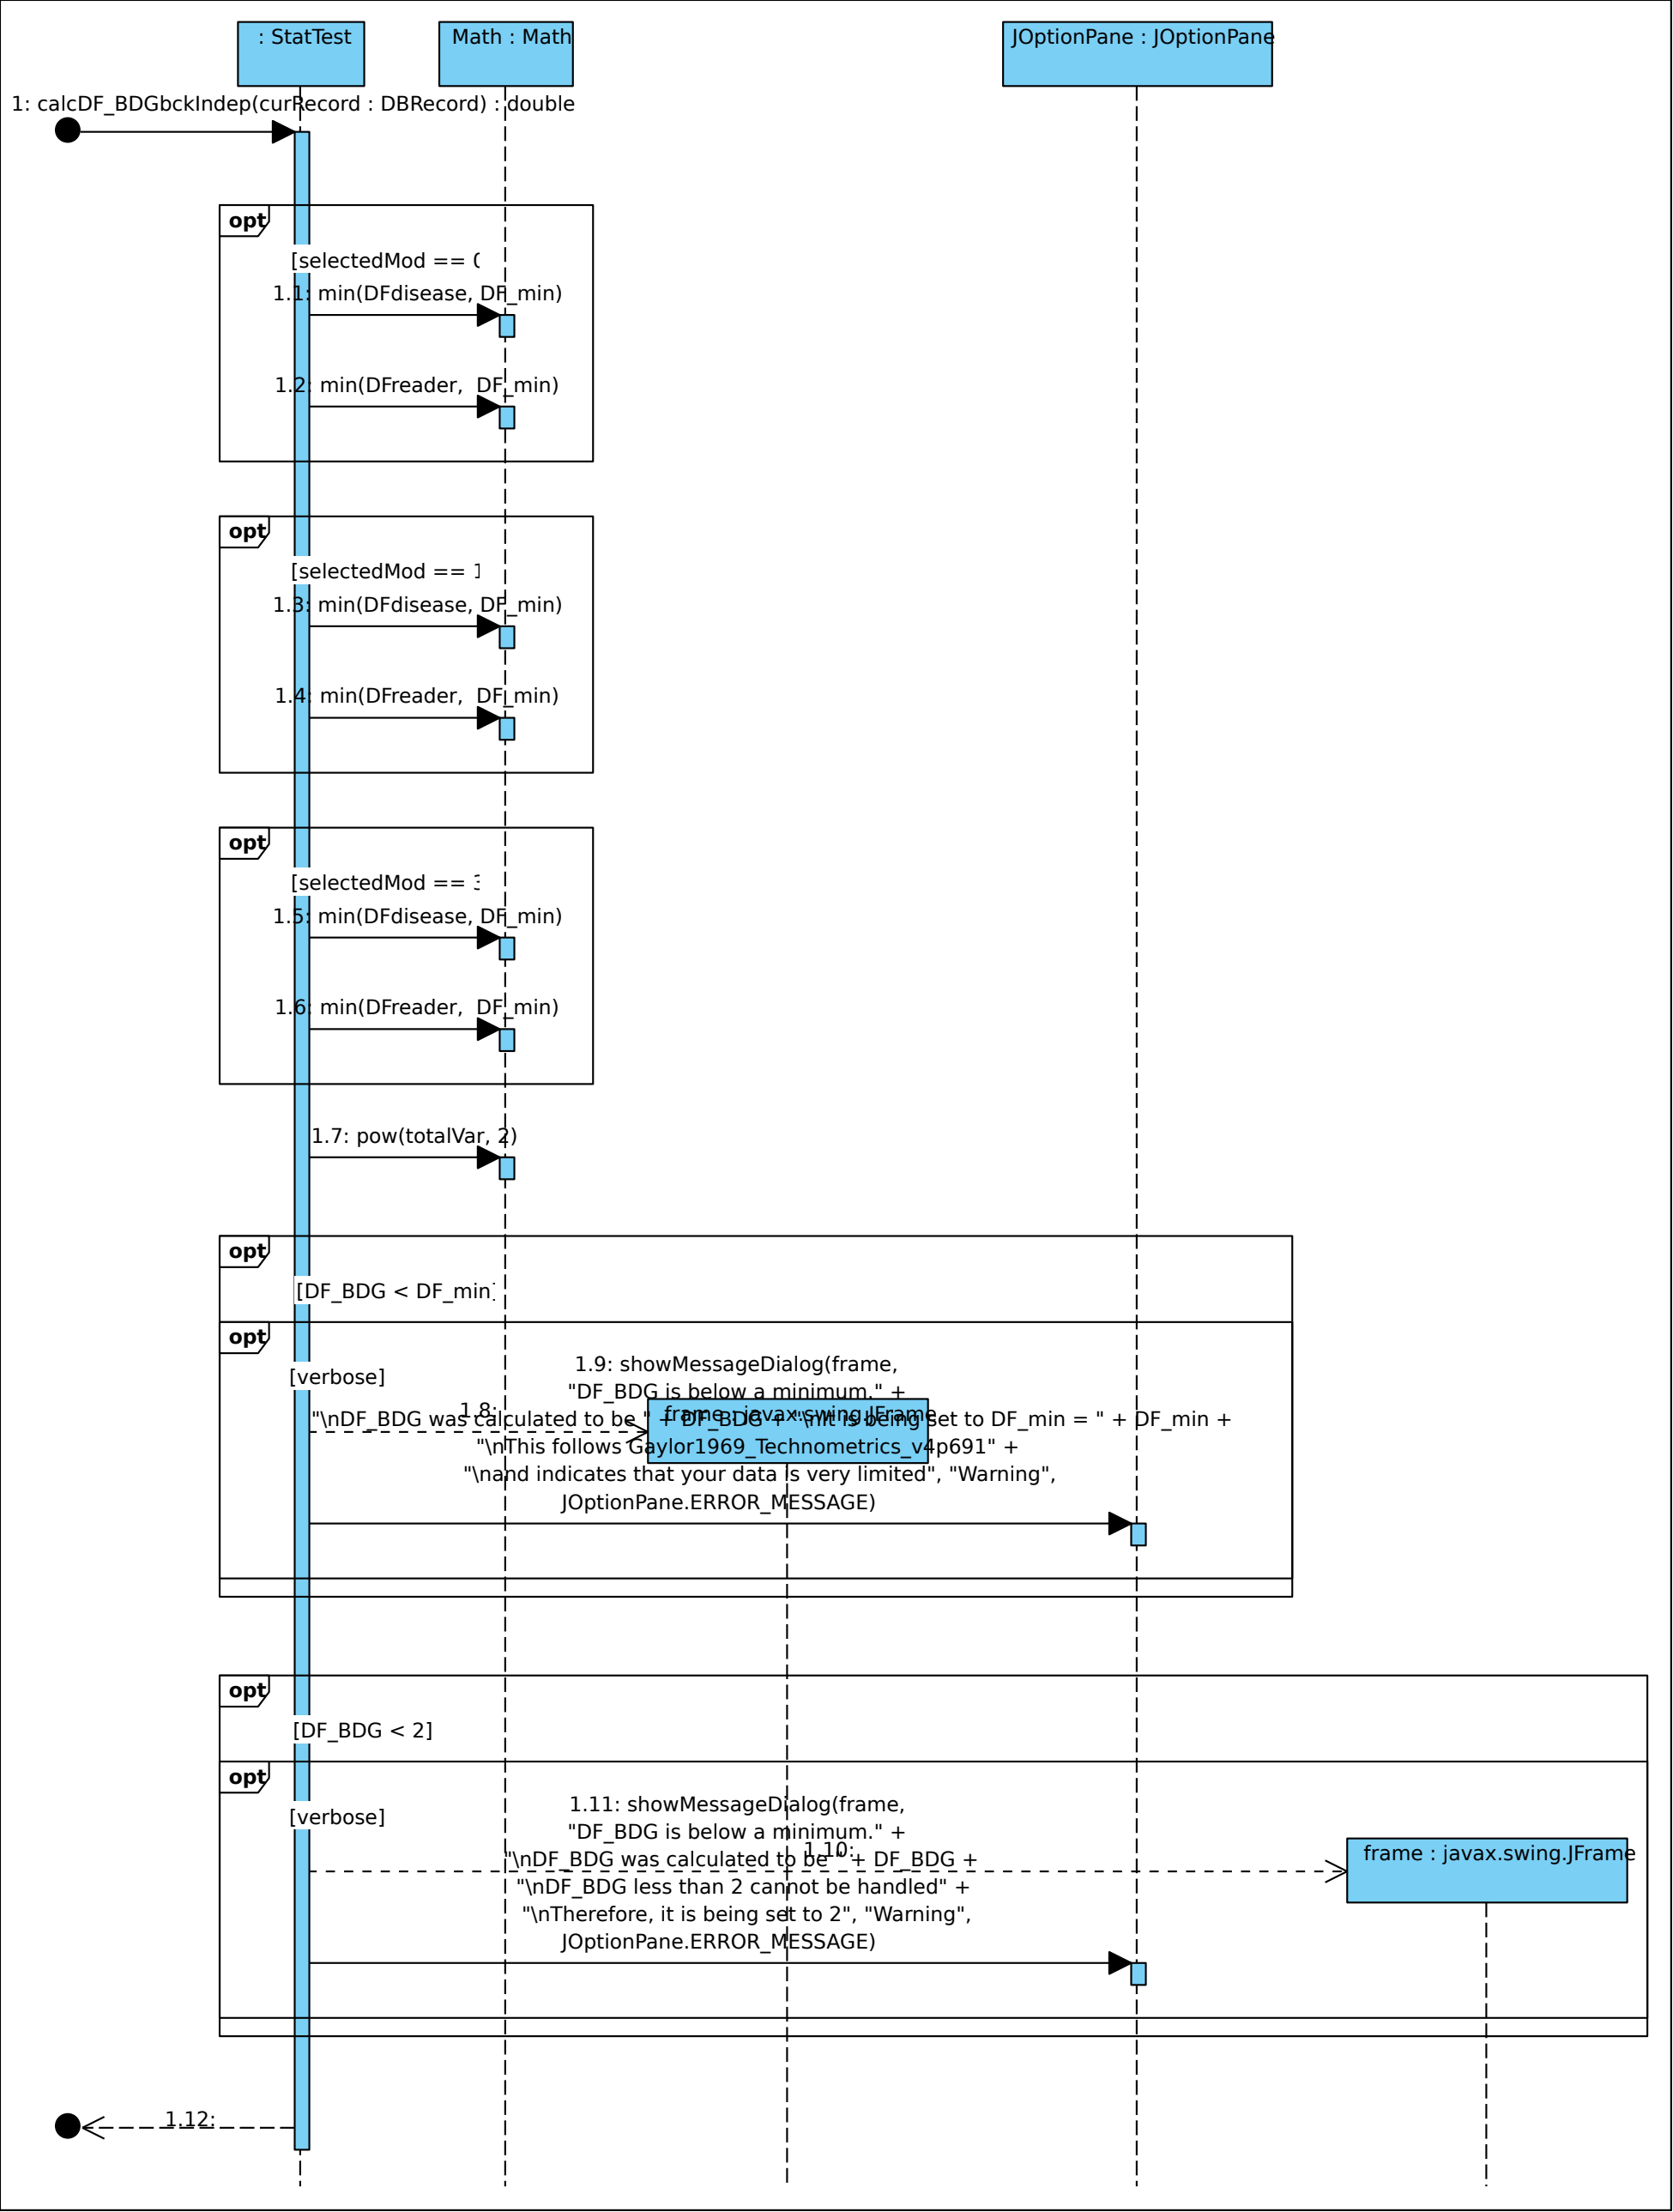 : StatTest
Math : Math
JOptionPane : JOptionPane
1: calcDF_BDGbckIndep(curRecord : DBRecord) : double
opt
[selectedMod == 0
1.1: min(DFdisease, DF_min)
1.2: min(DFreader,  DF_min)
opt
[selectedMod == 1
1.3: min(DFdisease, DF_min)
1.4: min(DFreader,  DF_min)
opt
[selectedMod == 3
1.5: min(DFdisease, DF_min)
1.6: min(DFreader,  DF_min)
1.7: pow(totalVar, 2)
opt
[DF_BDG < DF_min]
opt
[verbose]
1.8:
frame : javax.swing.JFrame
1.9: showMessageDialog(frame,
"DF_BDG is below a minimum." +
"\nDF_BDG was calculated to be " + DF_BDG + "\nIt is being set to DF_min = " + DF_min +
"\nThis follows Gaylor1969_Technometrics_v4p691" +
"\nand indicates that your data is very limited", "Warning",
JOptionPane.ERROR_MESSAGE)
opt
[DF_BDG < 2]
opt
[verbose]
1.10:
frame : javax.swing.JFrame
1.11: showMessageDialog(frame,
"DF_BDG is below a minimum." +
"\nDF_BDG was calculated to be " + DF_BDG +
"\nDF_BDG less than 2 cannot be handled" +
"\nTherefore, it is being set to 2", "Warning",
JOptionPane.ERROR_MESSAGE)
1.12: